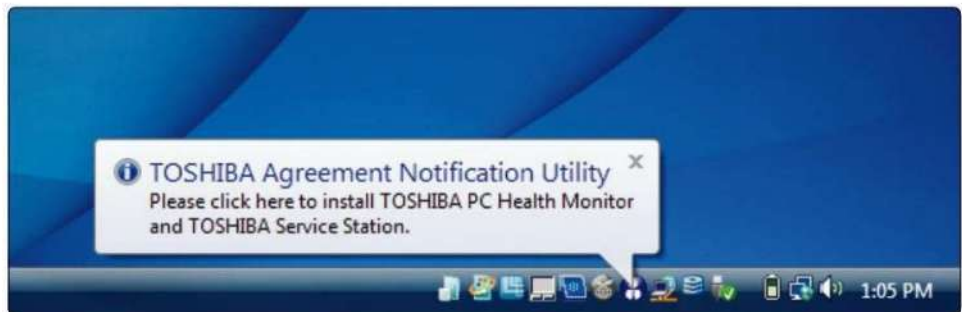 TOSHIBA Agreement Notification Utility
Please click here to install TOSHIBA PC Health Monitor
and TOSHIBA Service Station.
1:05 PM